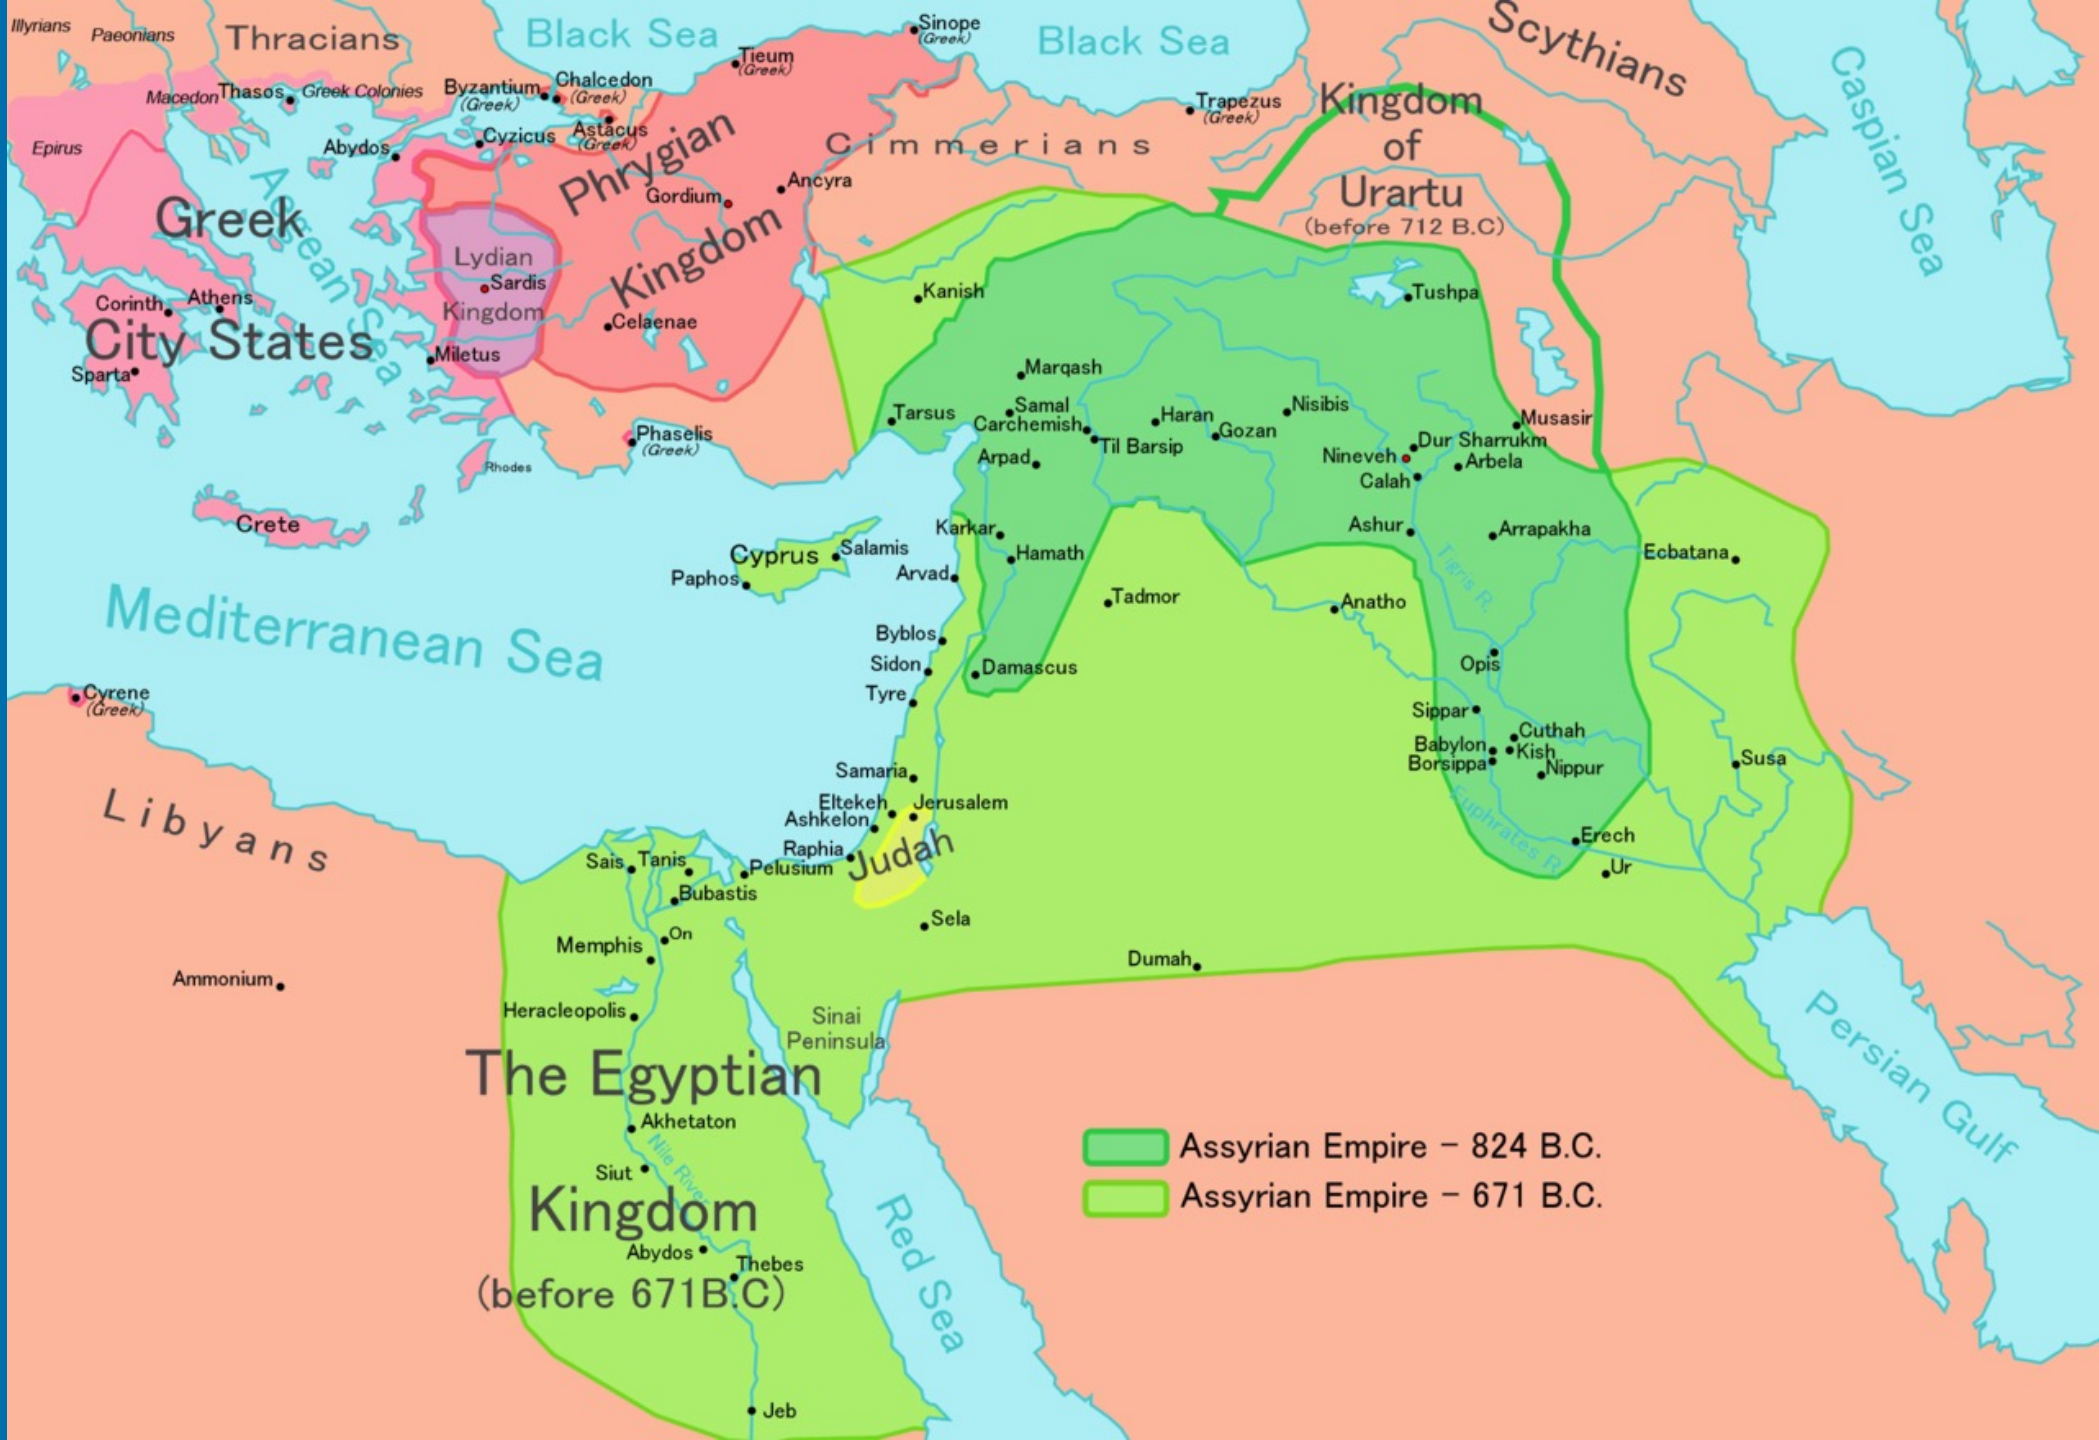 Illyrians
Paeonians
Thracians
Black Sea
Sinope
(Greek)
Black Sea
Scythians
Caspian Sea
Tieum
(Greek)
Macedon
Thasos
Greek Colonies
Byzantium
(Greek)
Chalcedon
(Greek)
Astacus
(Greek)
Cyzicus
Abydos
Epirus
Trapezus
(Greek)
Cimmerians
Kingdom
of
Urartu
(before 712 B.C)
Phrygian
Kingdom
Ancyra
Gordium
Aegean Sea
Greek
City States
Lydian
Sardis
Kingdom
Celaenae
Miletus
Corinth
Athens
Sparta
Kanish
Tushpa
Marqash
Tarsus
Samal
Carchemish
Til Barsip
Haran
Gozan
Nisibis
Musasir
Dur Sharrukm
Nineveh
Arbela
Calah
Arpad
Phaselis
(Greek)
Rhodes
Crete
Cyprus
Salamis
Paphos
Karkar
Hamath
Arvad
Ashur
Arrapakha
Ecbatana
Tigris R.
Tadmor
Anatho
Mediterranean Sea
Byblos
Sidon
Damascus
Tyre
Opis
Cyrene
(Greek)
Sippar
Cuthah
Babylon
Kish
Borsippa
Nippur
Susa
Samaria
Eltekeh
Jerusalem
Ashkelon
Raphia
Judah
Euphrates R.
Erech
Ur
Libyans
Sais
Tanis
Pelusium
Bubastis
Sela
On
Memphis
Dumah
Ammonium
Heracleopolis
Sinai
Peninsula
Persian Gulf
The Egyptian
Kingdom
(before 671B.C)
Akhetaton
Nile River
Siut
Abydos
Thebes
Red Sea
Jeb
Assyrian Empire - 824 B.C.
Assyrian Empire - 671 B.C.